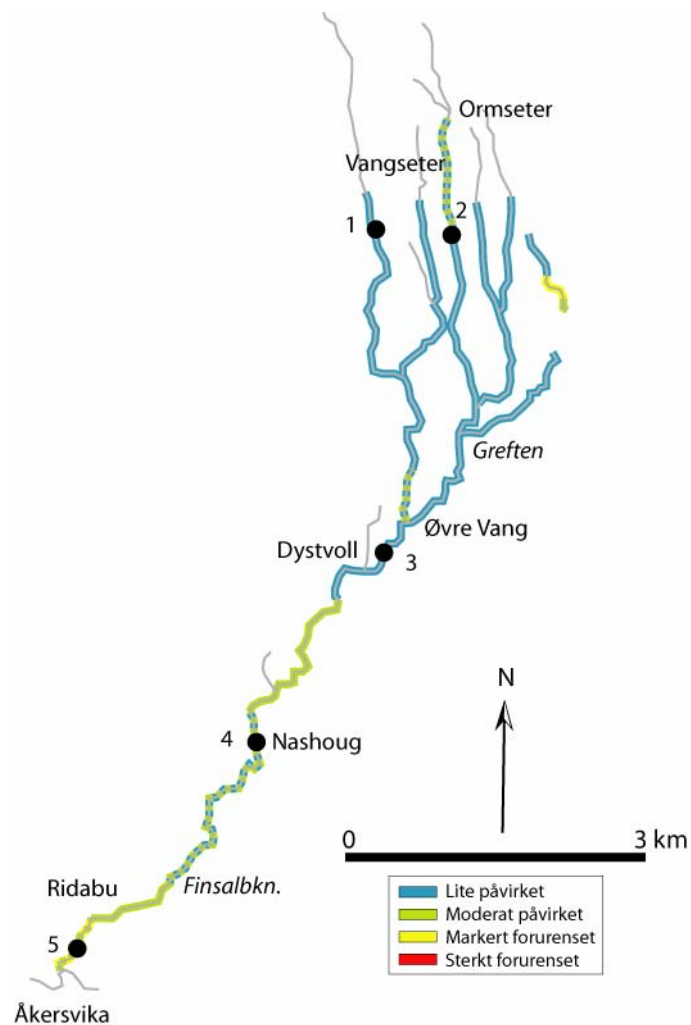 Ormseter
Vangseter
1
2
Greften
Øvre Vang
Dystvoll
3
N
4
Nashoug
0
3 km
Ridabu
Finsalbkn.
Lite påvirket
Moderat påvirket
Markert forurenset
Sterkt forurenset
5
Åkersvika